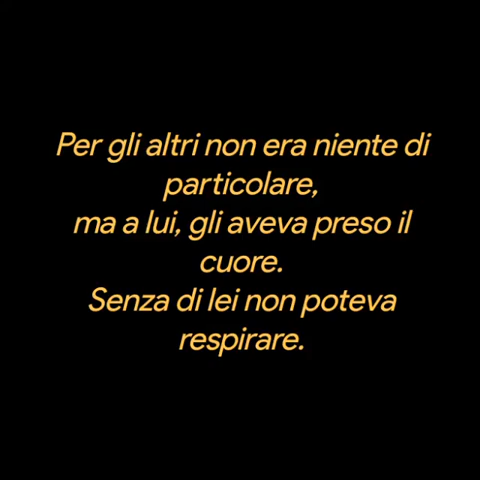 Per gli altri non era niente di
particolare,
ma a lui, gli aveva preso il
cuore.
Senza di lei non poteva
respirare.